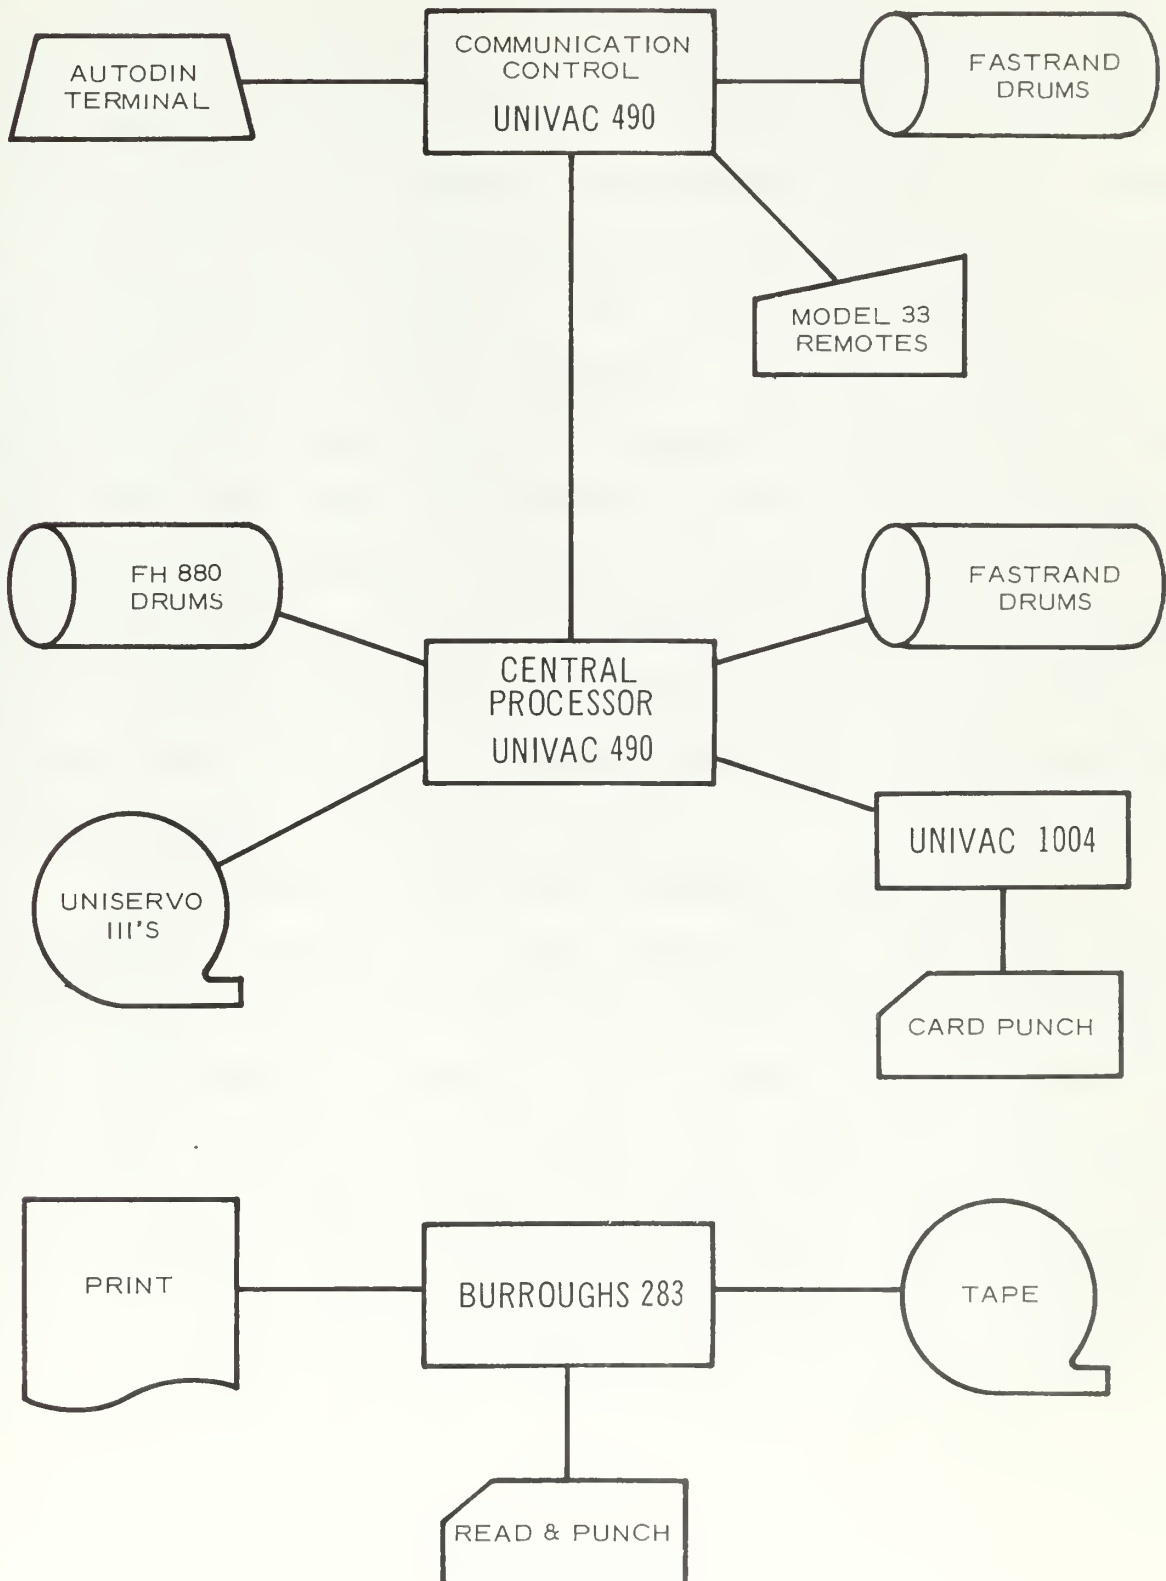 AUTODIN
TERMINAL
COMMUNICATION
CONTROL
UNIVAC 490
FASTRAND
DRUMS
MODEL 33
REMOTES
FH 880
DRUMS
FASTRAND
DRUMS
CENTRAL
PROCESSOR
UNIVAC 490
UNISERVO
III'S
UNIVAC 1004
CARD PUNCH
PRINT
BURROUGHS 283
TAPE
READ & PUNCH